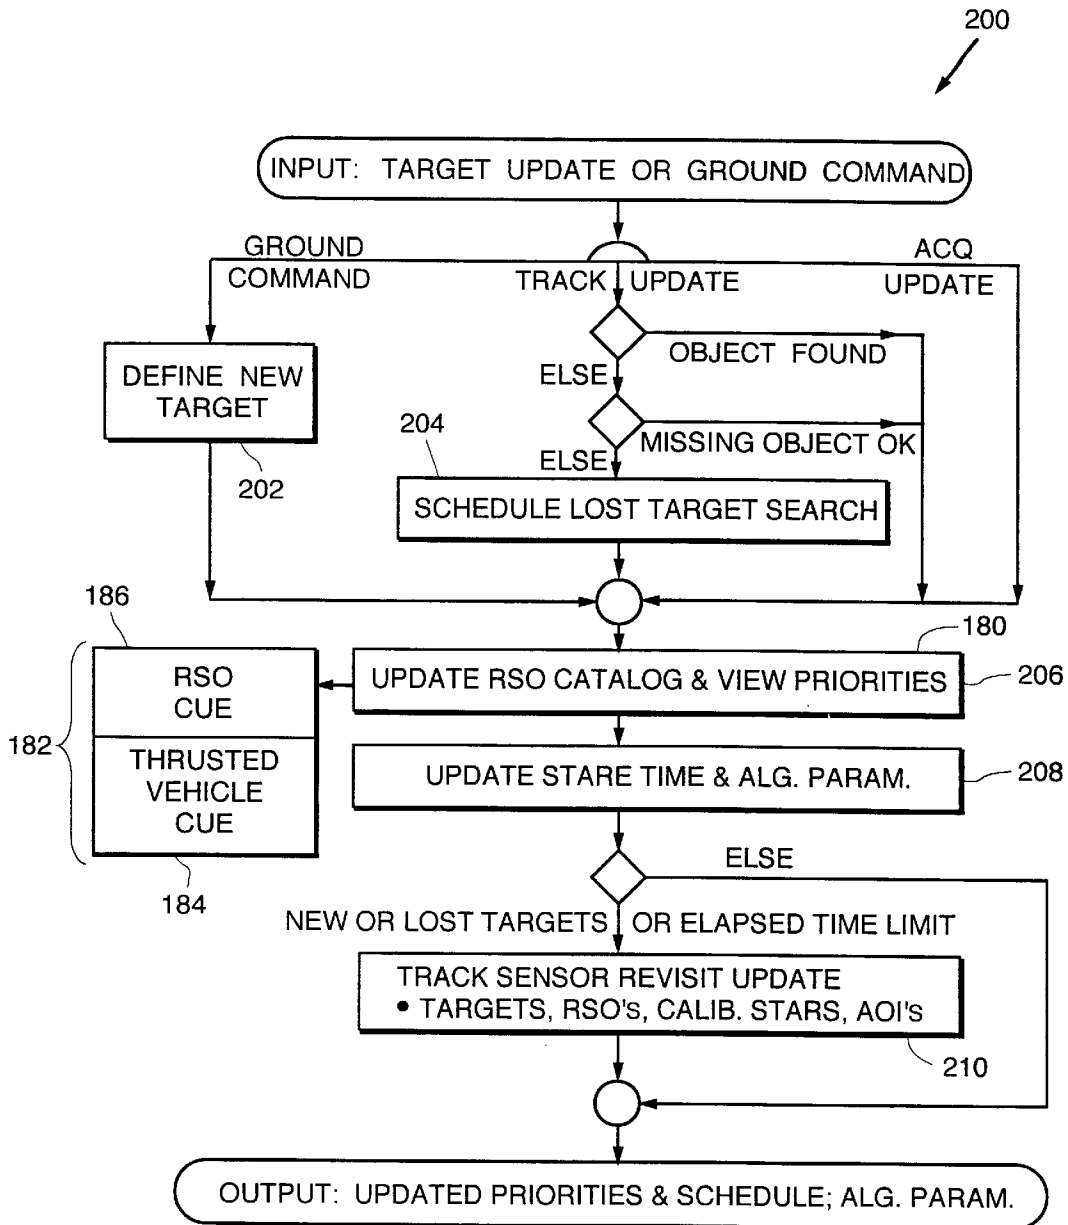 200
INPUT: TARGET UPDATE OR GROUND COMMAND
GROUND
COMMAND
TRACK UPDATE
ACQ
UPDATE
OBJECT FOUND
DEFINE NEW
TARGET
202
ELSE
MISSING OBJECT OK
204
ELSE
SCHEDULE LOST TARGET SEARCH
186
180
RSO
CUE
UPDATE RSO CATALOG & VIEW PRIORITIES
206
182
THRUSTED
VEHICLE
CUE
184
UPDATE STARE TIME & ALG. PARAM.
208
ELSE
NEW OR LOST TARGETS OR ELAPSED TIME LIMIT
TRACK SENSOR REVISIT UPDATE
• TARGETS, RSO's, CALIB. STARS, AOI's
210
OUTPUT: UPDATED PRIORITIES & SCHEDULE; ALG. PARAM.